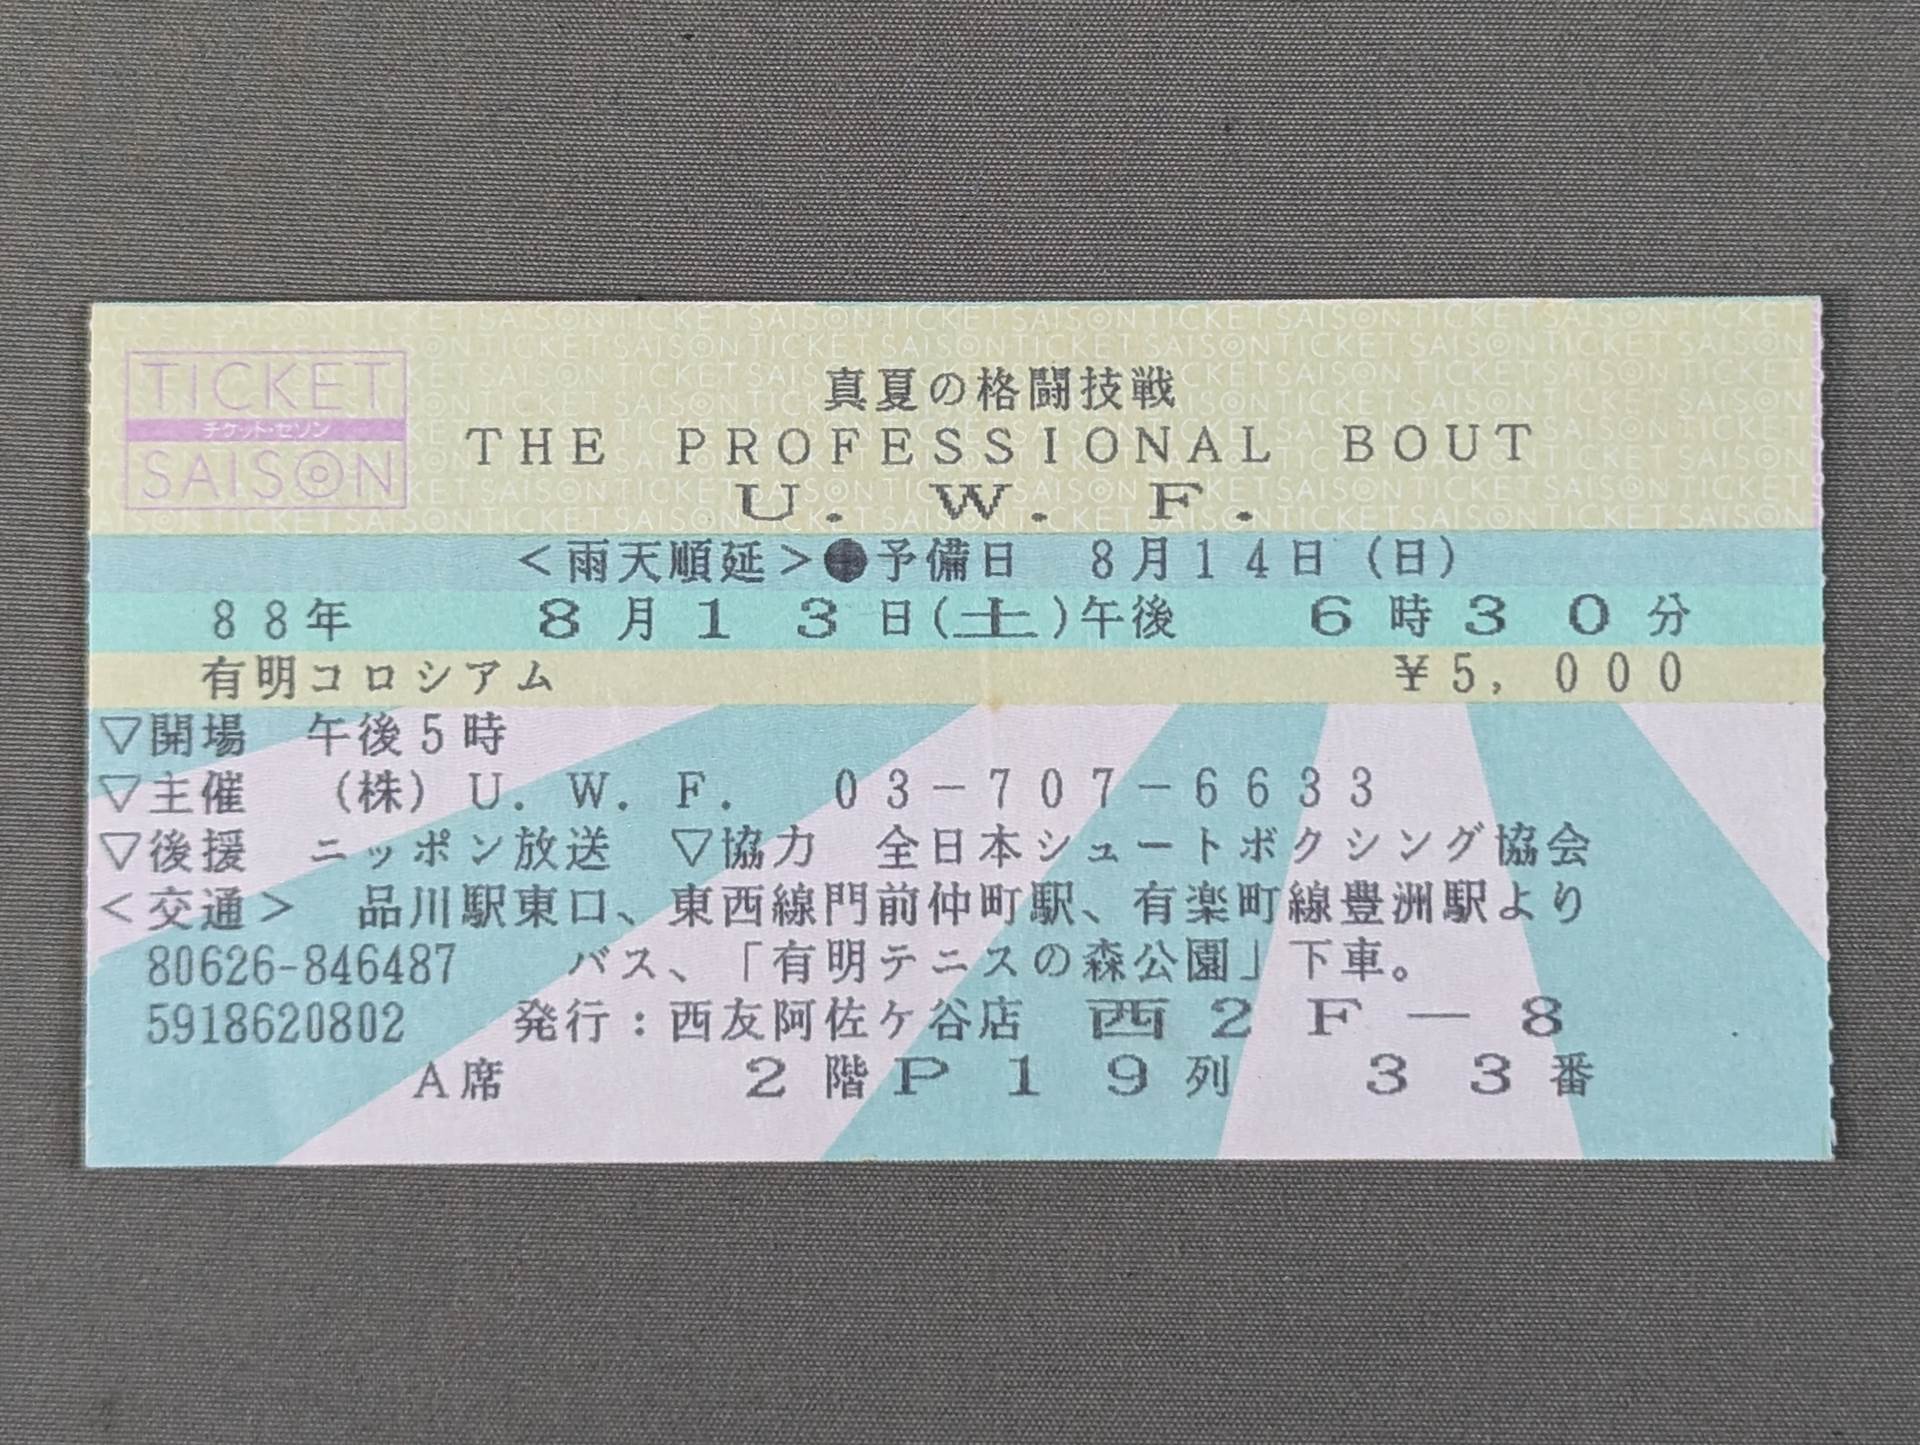 TICKET
チケット・セゾン
SAISON
真夏の格闘技戦
THE PROFESSIONAL BOUT
U. W. F.
<雨天順延>●予備日 8月14日(日)
88年 8月13日(土)午後 6時30分
有明コロシアム ¥5,000
▽開場 午後5時
▽主催 (株)U.W.F. 03-707-6633
▽後援 ニッポン放送 ▽協力 全日本シュートボクシング協会
<交通> 品川駅東口、東西線門前仲町駅、有楽町線豊洲駅より
80626-846487 バス、「有明テニスの森公園」下車。
5918620802 発行:西友阿佐ケ谷店 西2F-8
A席 2階P19列 33番